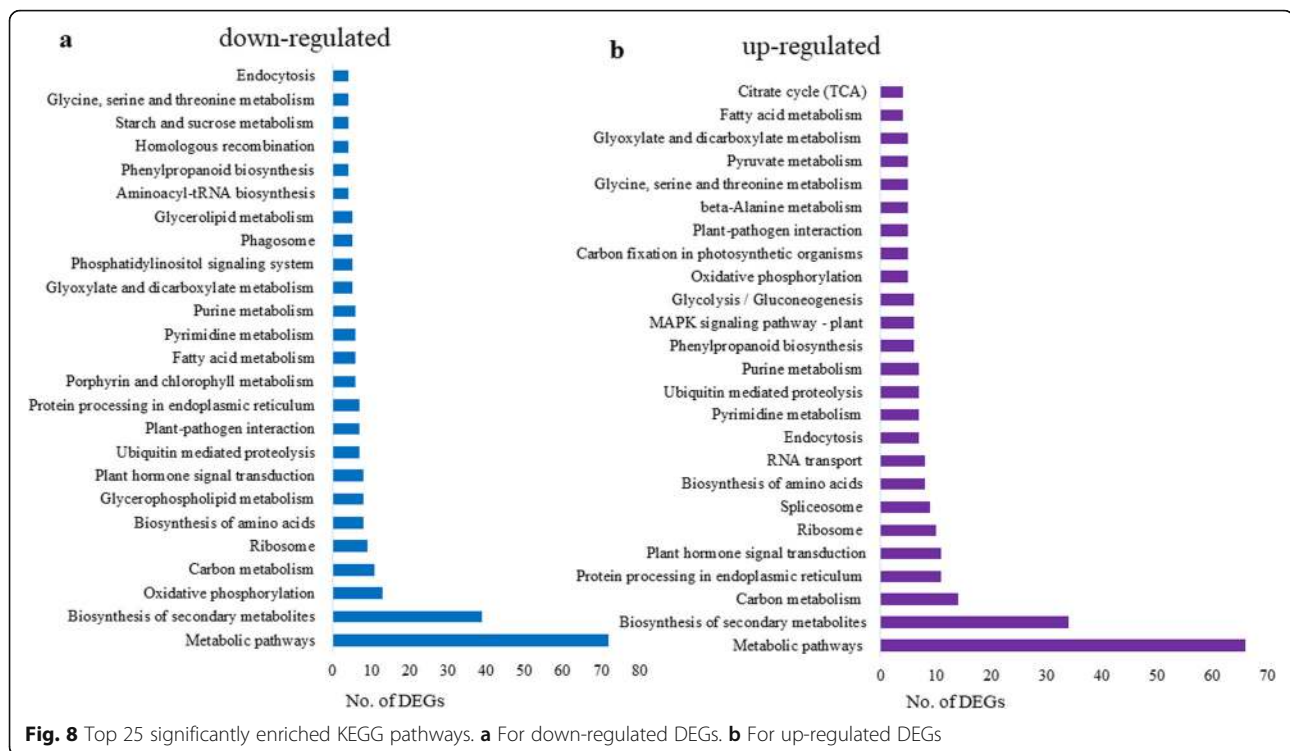 a
down-regulated
Endocytosis
Glycine, serine and threonine metabolism
Starch and sucrose metabolism
Homologous recombination
Phenylpropanoid biosynthesis
Aminoacyl-tRNA biosynthesis
Glycerolipid metabolism
Phagosome
Phosphatidylinositol signaling system
Glyoxylate and dicarboxylate metabolism
Purine metabolism
Pyrimidine metabolism
Fatty acid metabolism
Porphyrin and chlorophyll metabolism
Protein processing in endoplasmic reticulum
Plant-pathogen interaction
Ubiquitin mediated proteolysis
Plant hormone signal transduction
Glycerophospholipid metabolism
Biosynthesis of amino acids
Ribosome
Carbon metabolism
Oxidative phosphorylation
Biosynthesis of secondary metabolites
Metabolic pathways
0 10 20 30 40 50 60 70 80
No. of DEGs
b
up-regulated
Citrate cycle (TCA)
Fatty acid metabolism
Glyoxylate and dicarboxylate metabolism
Pyruvate metabolism
Glycine, serine and threonine metabolism
beta-Alanine metabolism
Plant-pathogen interaction
Carbon fixation in photosynthetic organisms
Oxidative phosphorylation
Glycolysis / Gluconeogenesis
MAPK signaling pathway - plant
Phenylpropanoid biosynthesis
Purine metabolism
Ubiquitin mediated proteolysis
Pyrimidine metabolism
Endocytosis
RNA transport
Biosynthesis of amino acids
Spliceosome
Ribosome
Plant hormone signal transduction
Protein processing in endoplasmic reticulum
Carbon metabolism
Biosynthesis of secondary metabolites
Metabolic pathways
0 10 20 30 40 50 60 70
No. of DEGs
Fig. 8 Top 25 significantly enriched KEGG pathways. a For down-regulated DEGs. b For up-regulated DEGs